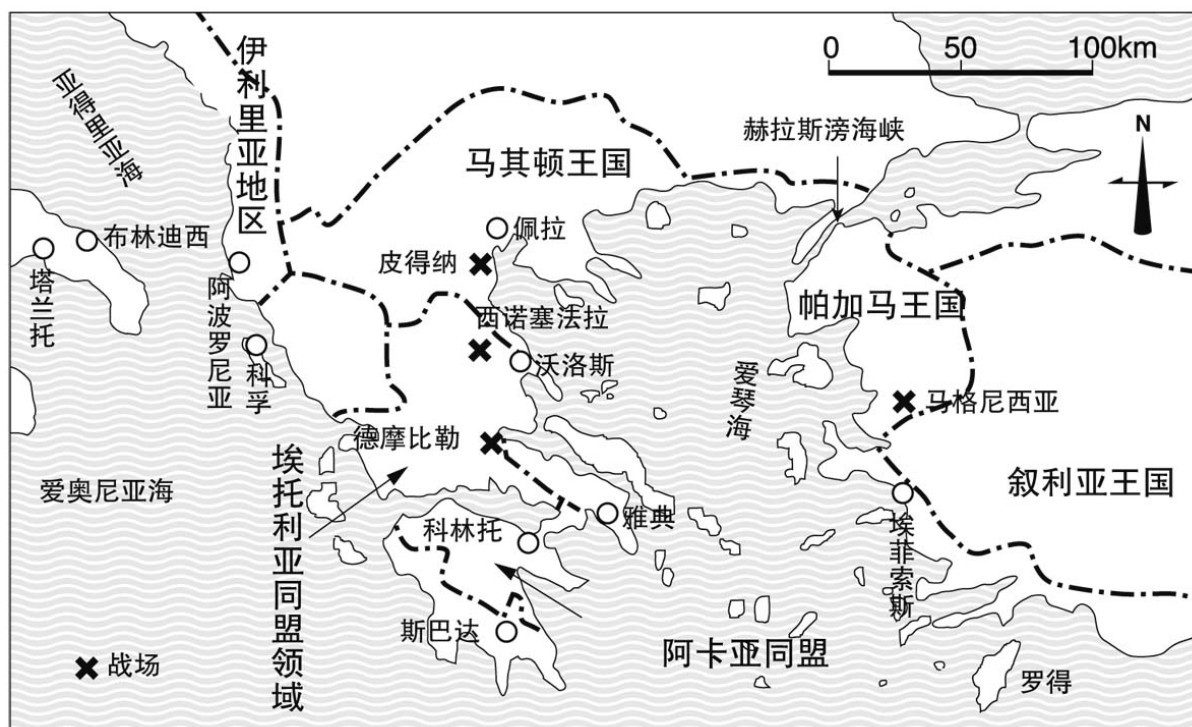 0 50 100km
伊利里亚地区
亚得里亚海
赫拉斯滂海峡
N
马其顿王国
布林迪西
佩拉
皮得纳
塔兰托
阿波罗尼亚
帕加马王国
西诺塞法拉
科孚
沃洛斯
爱琴海
马格尼西亚
德摩比勒
埃托利亚同盟领域
爱奥尼亚海
叙利亚王国
雅典
科林托
埃菲索斯
斯巴达
阿卡亚同盟
战场
罗得